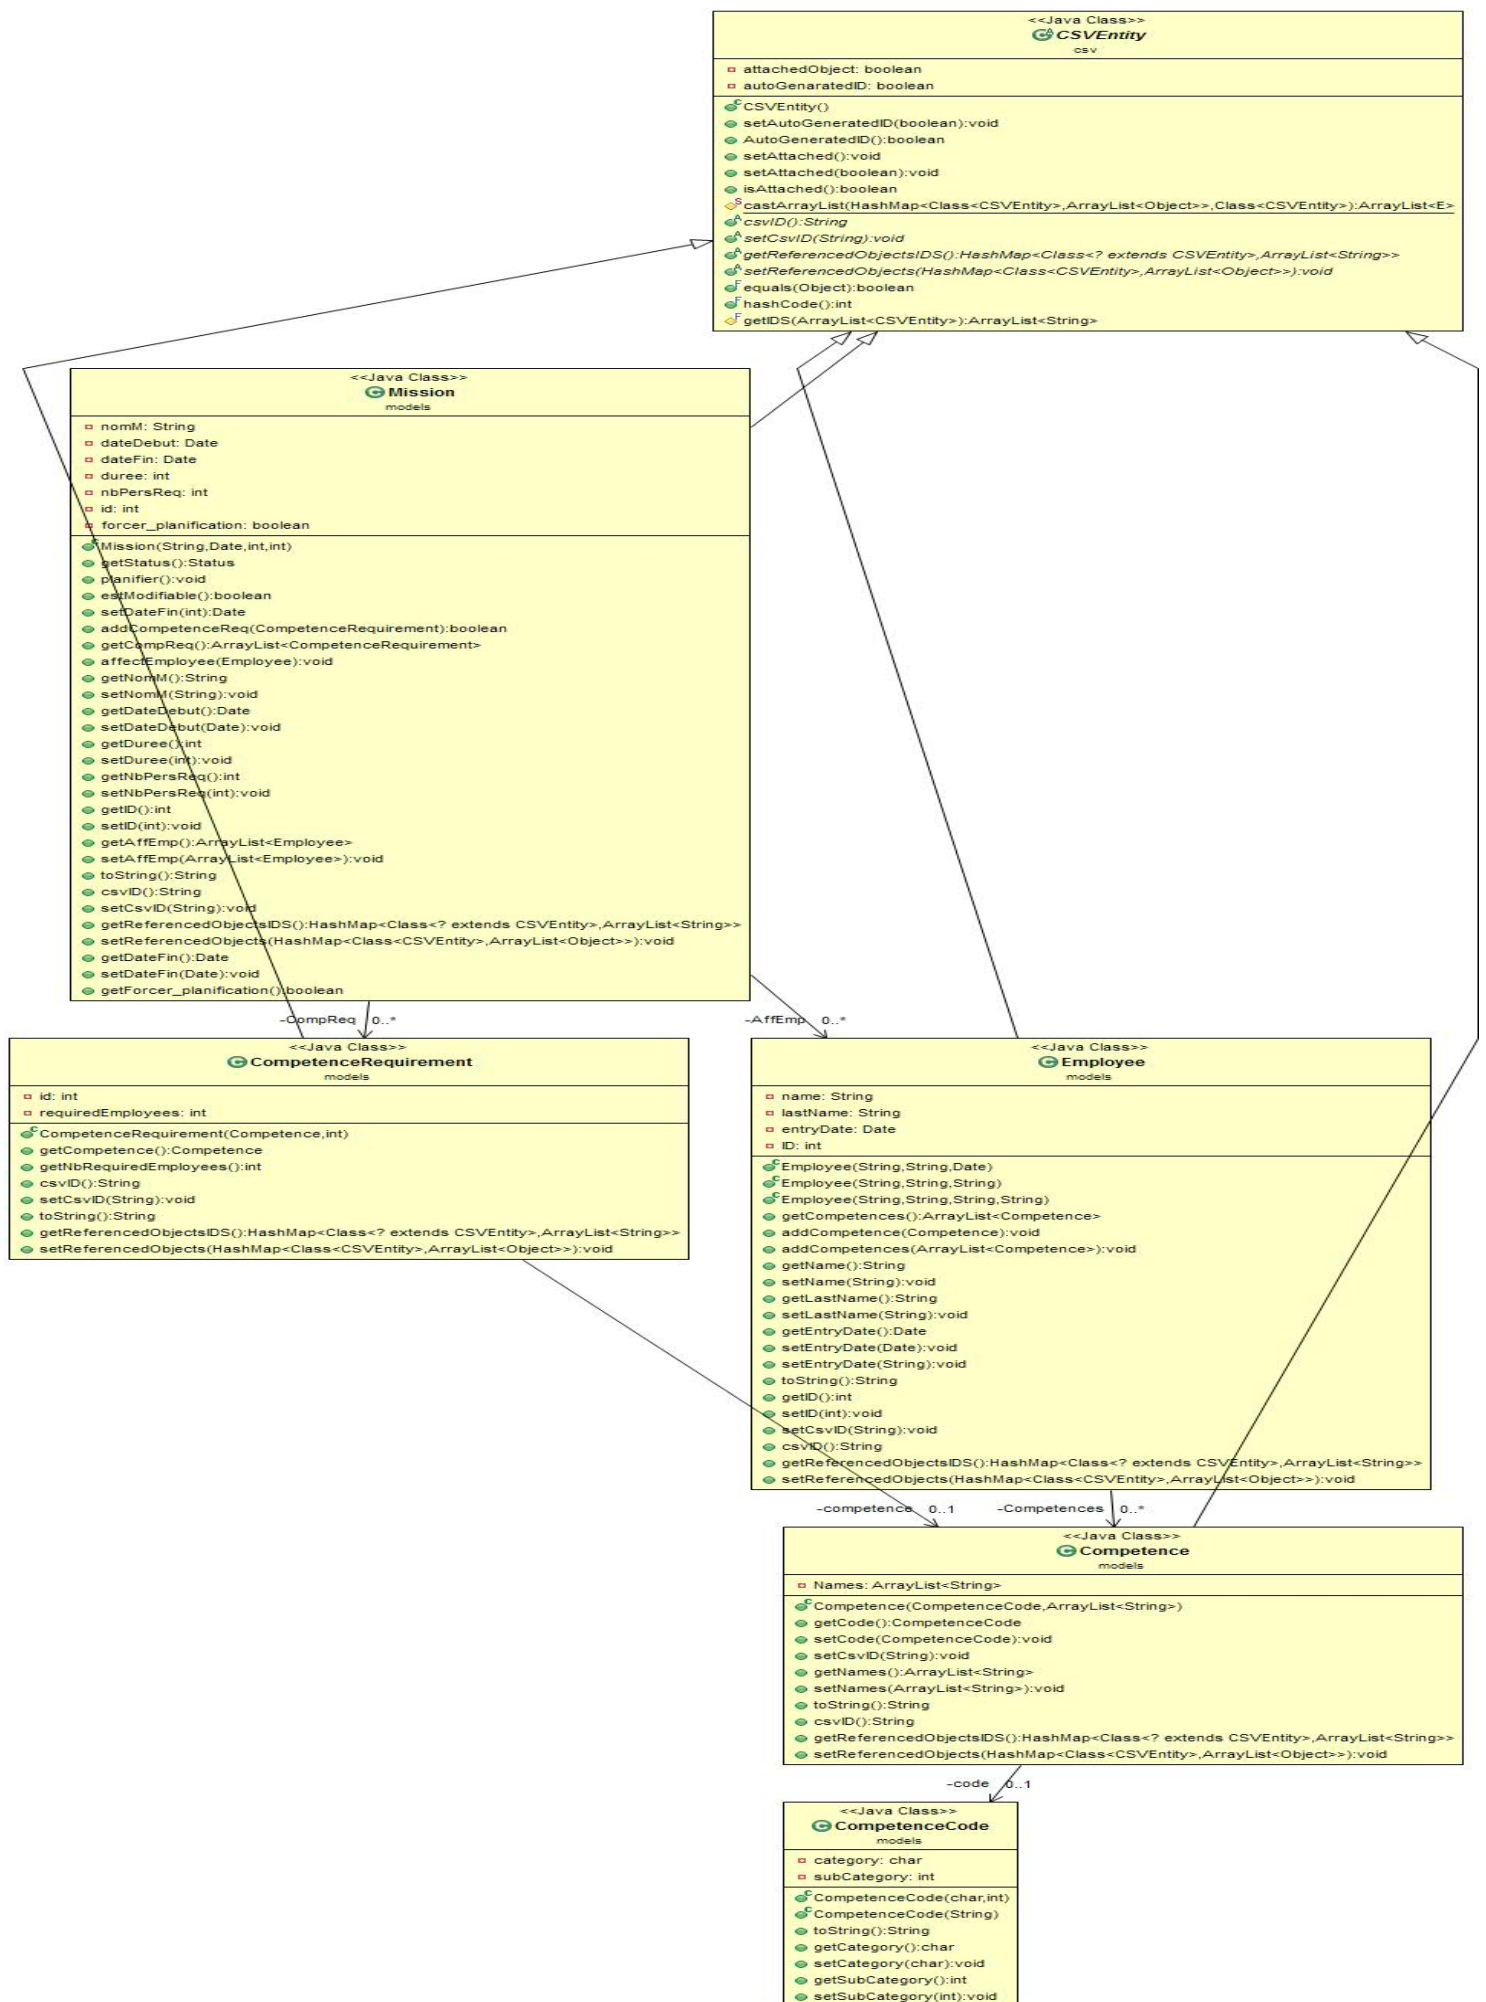 <<Java Class>>
CSVEntity
csv
attachedObject: boolean
autoGenaratedID: boolean
CSVEntity()
setAutoGeneratedID(boolean):void
AutoGeneratedID():boolean
setAttached():void
setAttached(boolean):void
isAttached():boolean
castArrayList(HashMap<Class<CSVEntity>,ArrayList<Object>>,Class<CSVEntity>):ArrayList<E>
csvID():String
setCsvID(String):void
getReferencedObjectsIDS():HashMap<Class<? extends CSVEntity>,ArrayList<String>>
setReferencedObjects(HashMap<Class<CSVEntity>,ArrayList<Object>>):void
equals(Object):boolean
hashCode():int
getIDS(ArrayList<CSVEntity>):ArrayList<String>
<<Java Class>>
Mission
models
nomM: String
dateDebut: Date
dateFin: Date
duree: int
nbPersReq: int
id: int
forcer_planification: boolean
Mission(String,Date,int,int)
getStatus():Status
planifier():void
estModifiable():boolean
setDateFin(int):Date
addCompetenceReq(CompetenceRequirement):boolean
getCompReq():ArrayList<CompetenceRequirement>
affectEmployee(Employee):void
getNomM():String
setNomM(String):void
getDateDebut():Date
setDateDebut(Date):void
getDuree():int
setDuree(int):void
getNbPersReq():int
setNbPersReq(int):void
getID():int
setID(int):void
getAffEmp():ArrayList<Employee>
setAffEmp(ArrayList<Employee>):void
toString():String
csvID():String
setCsvID(String):void
getReferencedObjectsIDS():HashMap<Class<? extends CSVEntity>,ArrayList<String>>
setReferencedObjects(HashMap<Class<CSVEntity>,ArrayList<Object>>):void
getDateFin():Date
setDateFin(Date):void
getForcer_planification():boolean
-CompReq 0..*
-AffEmp 0..*
<<Java Class>>
CompetenceRequirement
models
id: int
requiredEmployees: int
CompetenceRequirement(Competence,int)
getCompetence():Competence
getNbRequiredEmployees():int
csvID():String
setCsvID(String):void
toString():String
getReferencedObjectsIDS():HashMap<Class<? extends CSVEntity>,ArrayList<String>>
setReferencedObjects(HashMap<Class<CSVEntity>,ArrayList<Object>>):void
<<Java Class>>
Employee
models
name: String
lastName: String
entryDate: Date
ID: int
Employee(String,String,Date)
Employee(String,String,String)
Employee(String,String,String,String)
getCompetences():ArrayList<Competence>
addCompetence(Competence):void
addCompetences(ArrayList<Competence>):void
getName():String
setName(String):void
getLastName():String
setLastName(String):void
getEntryDate():Date
setEntryDate(Date):void
setEntryDate(String):void
toString():String
getID():int
setID(int):void
setCsvID(String):void
csvID():String
getReferencedObjectsIDS():HashMap<Class<? extends CSVEntity>,ArrayList<String>>
setReferencedObjects(HashMap<Class<CSVEntity>,ArrayList<Object>>):void
-competence 0..1
-Competences 0..*
<<Java Class>>
Competence
models
Names: ArrayList<String>
Competence(CompetenceCode,ArrayList<String>)
getCode():CompetenceCode
setCode(CompetenceCode):void
setCsvID(String):void
getNames():ArrayList<String>
setNames(ArrayList<String>):void
toString():String
csvID():String
getReferencedObjectsIDS():HashMap<Class<? extends CSVEntity>,ArrayList<String>>
setReferencedObjects(HashMap<Class<CSVEntity>,ArrayList<Object>>):void
-code 0..1
<<Java Class>>
CompetenceCode
models
category: char
subCategory: int
CompetenceCode(char,int)
CompetenceCode(String)
toString():String
getCategory():char
setCategory(char):void
getSubCategory():int
setSubCategory(int):void